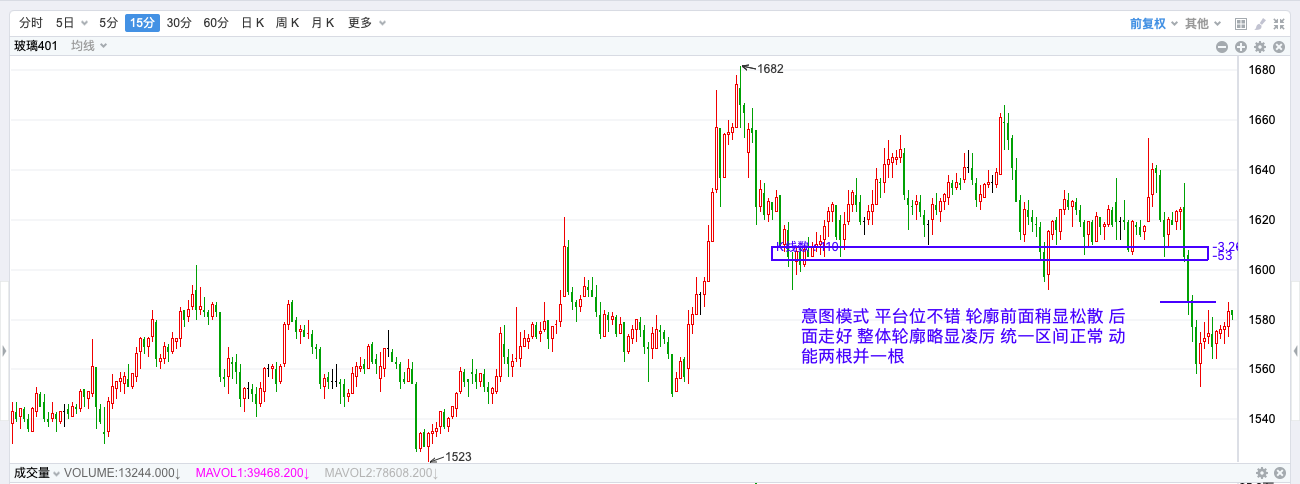 分时 5日 5分 15分 30分 60分 日K 周K 月K 更多 前复权 其他
玻璃401 均线
1682
1680
1660
1640
1620
1600
1580
1560
1540
-3.26
-53
意图模式 平台位不错 轮廓前面稍显松散 后
面走好 整体轮廓略显凌厉 统一区间正常 动
能两根并一根
1523
成交量 VOLUME:13244.000↓ MAVOL1:39468.200↓ MAVOL2:78608.200↓